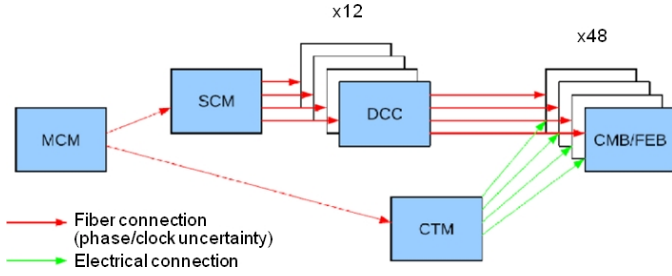 x12
x48
SCM
DCC
MCM
CMB/FEB
CTM
Fiber connection
(phase/clock uncertainty)
Electrical connection